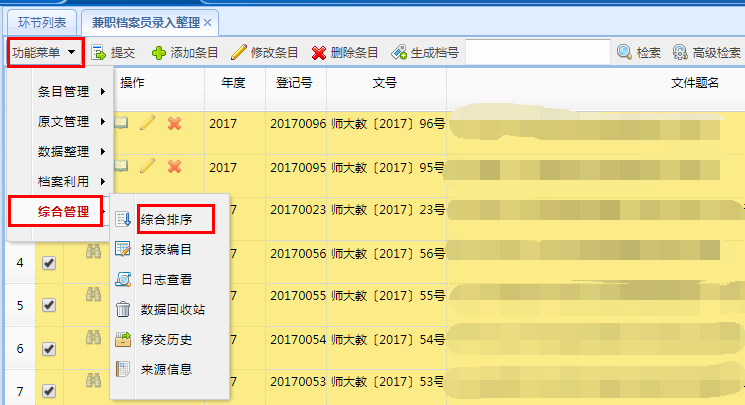 环节列表 兼职档案员录入整理
功能菜单 提交 添加条目 修改条目 删除条目 生成档号 检索 高级检索
操作 年度 登记号 文号 文件题名
条目管理
原文管理
数据整理
档案利用
综合管理
综合排序
报表编目
日志查看
数据回收站
移交历史
来源信息
2017 20170096 师大教〔2017〕96号
2017 20170095 师大教〔2017〕95号
7 20170023 师大教〔2017〕23号
4 7 20170056 师大教〔2017〕56号
5 7 20170055 师大教〔2017〕55号
6 7 20170054 师大教〔2017〕54号
7 7 20170053 师大教〔2017〕53号